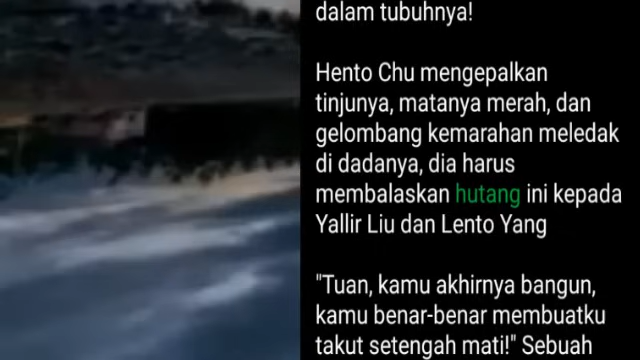 dalam tubuhnya!
Hento Chu mengepalkan
tinjunya, matanya merah, dan
gelombang kemarahan meledak
di dadanya, dia harus
membalaskan hutang ini kepada
Yallir Liu dan Lento Yang
"Tuan, kamu akhirnya bangun,
kamu benar-benar membuatku
takut setengah mati!" Sebuah